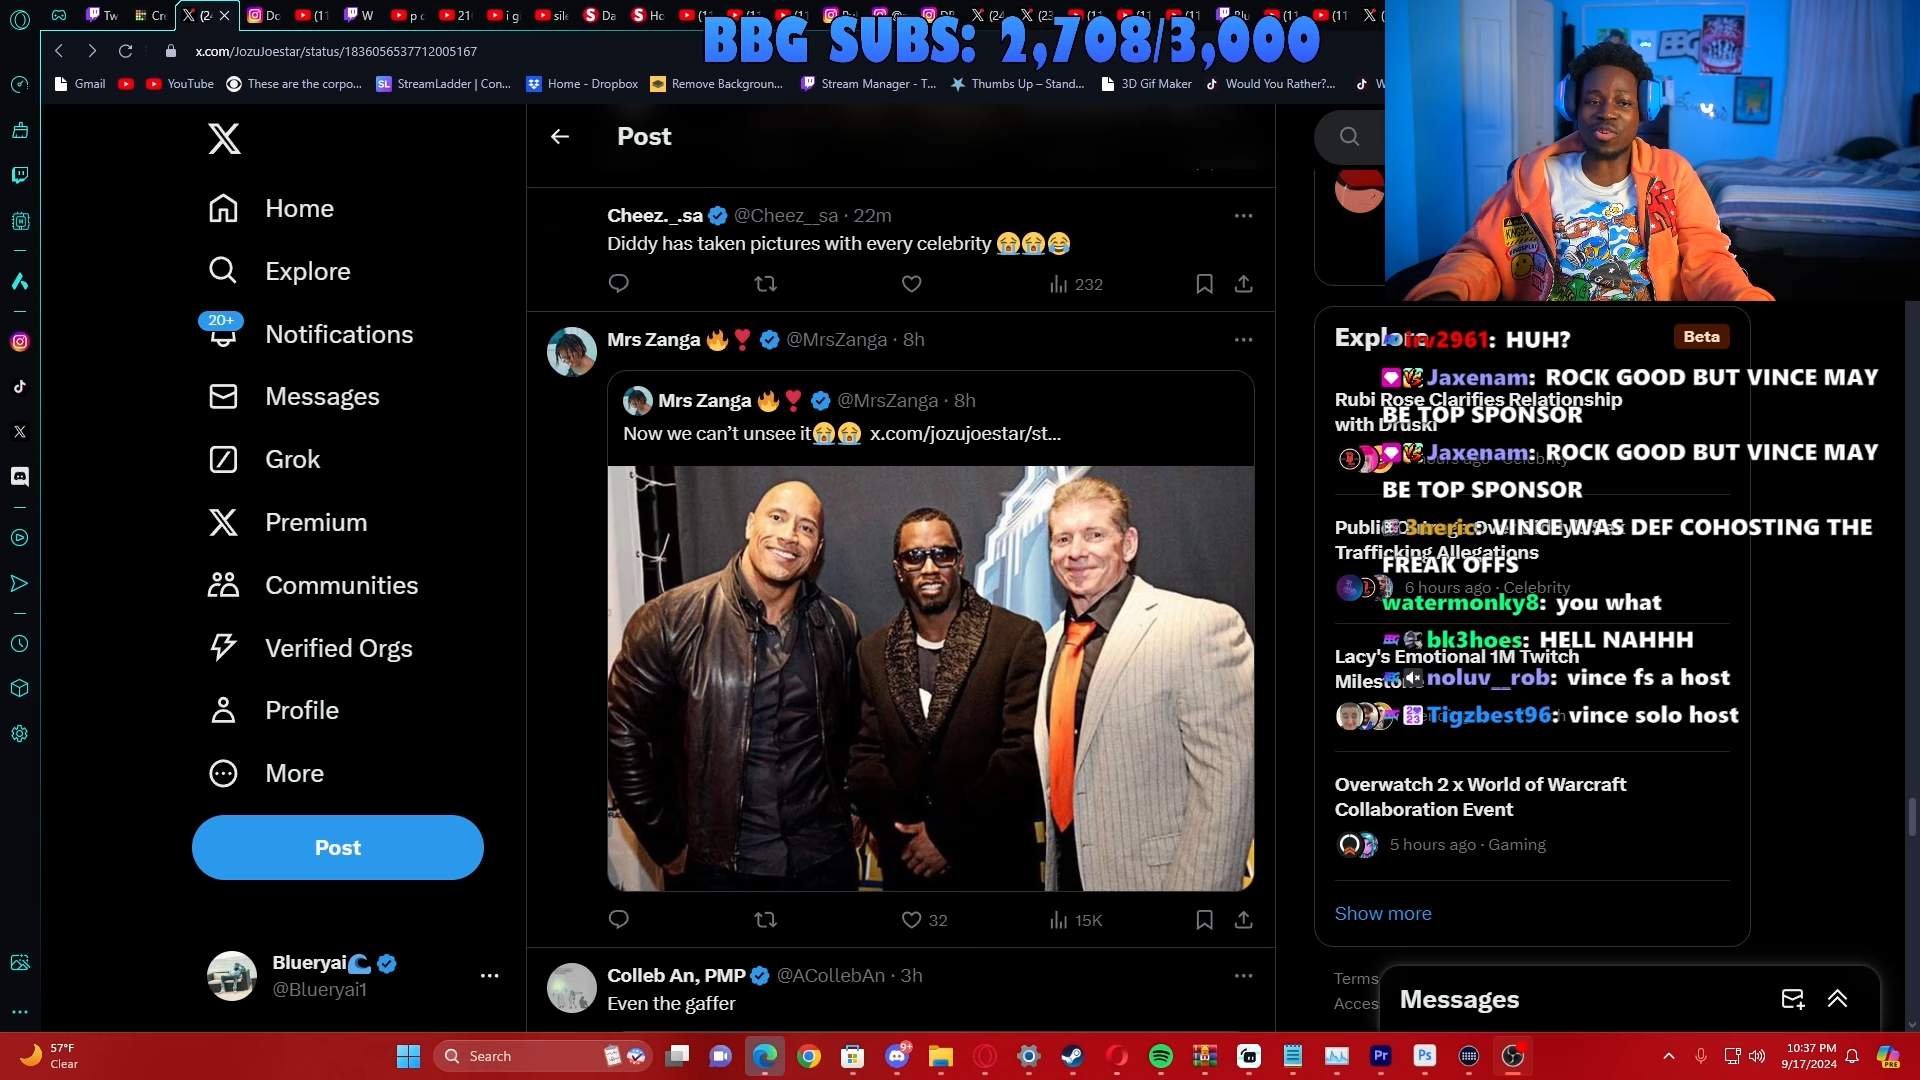 BBG SUBS: 2,708/3,000
x.com/JozuJoestar/status/1836056537712005167
Gmail
YouTube
These are the corpo...
StreamLadder | Con...
Home - Dropbox
Remove Backgroun...
Stream Manager - T...
Thumbs Up – Stand...
3D Gif Maker
Would You Rather?...
Home
Explore
20+
Notifications
Messages
Grok
Premium
Communities
Verified Orgs
Profile
More
Post
Blueryai🌊
@Blueryai1
Post
Cheez._.sa @Cheez__sa · 22m
Diddy has taken pictures with every celebrity 😭😭😂
232
Mrs Zanga 🔥❣️ @MrsZanga · 8h
Mrs Zanga 🔥❣️ @MrsZanga · 8h
Now we can’t unsee it😭😭 x.com/jozujoestar/st...
32
15K
Colleb An, PMP @ACollebAn · 3h
Even the gaffer
Explore
Beta
Rubi Rose Clarifies Relationship
with Druski
Trafficking Allegations
6 hours ago · Celebrity
Lacy's Emotional 1M Twitch
Milestone
Overwatch 2 x World of Warcraft
Collaboration Event
5 hours ago · Gaming
Show more
Terms
Messages
HUH?
Jaxenam: ROCK GOOD BUT VINCE MAY
BE TOP SPONSOR
Jaxenam: ROCK GOOD BUT VINCE MAY
BE TOP SPONSOR
3meric: VINCE WAS DEF COHOSTING THE
FREAK OFFS
watermonky8: you what
bk3hoes: HELL NAHHH
noluv__rob: vince fs a host
Tigzbest96: vince solo host
57°F
Clear
Search
10:37 PM
9/17/2024